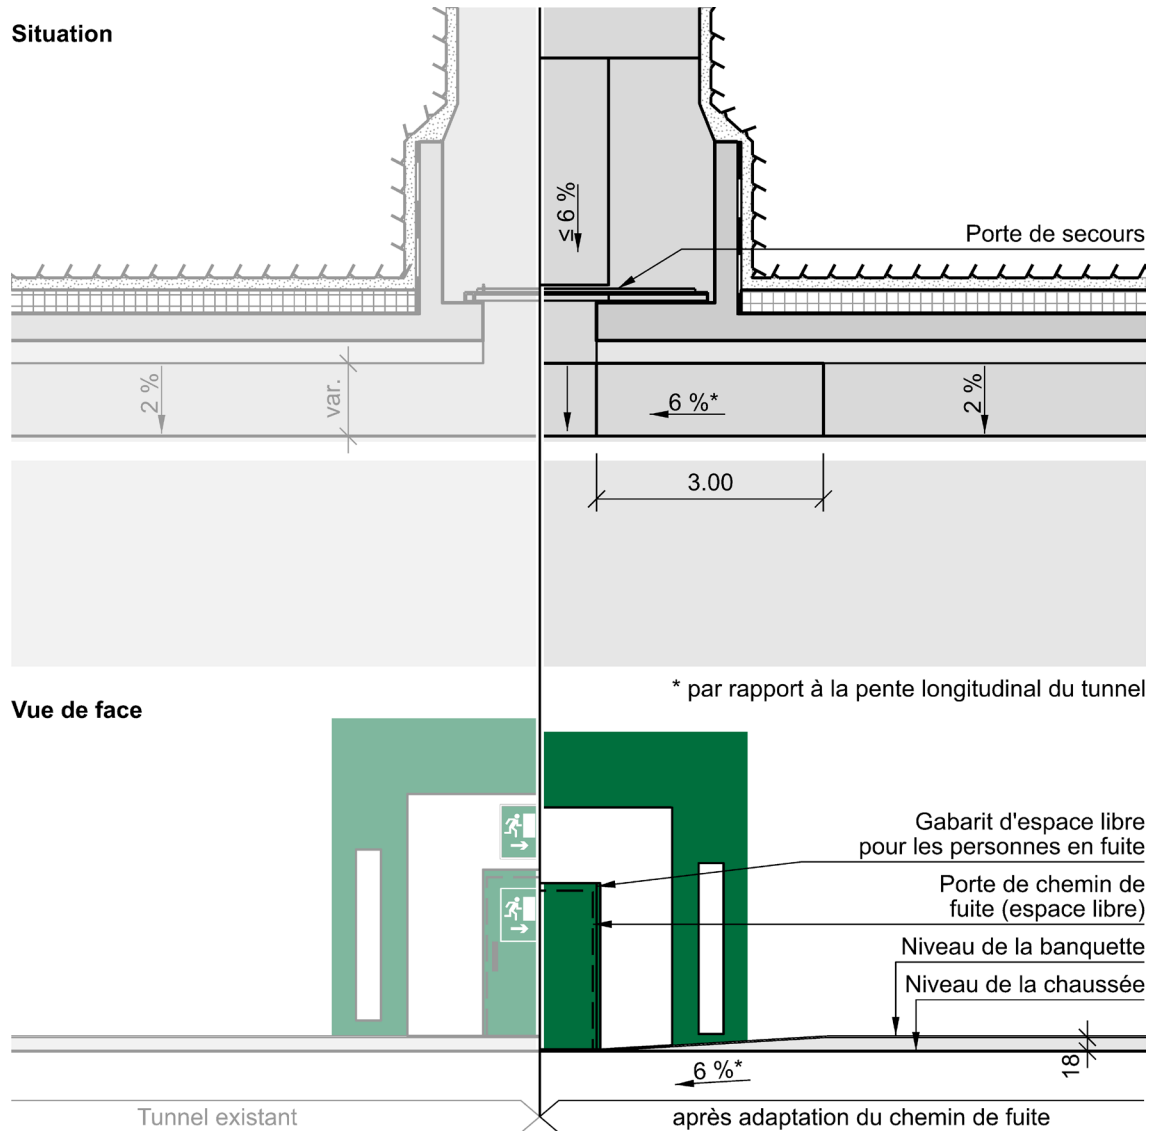 Situation
≤ 6 %
Porte de secours
2 %
var.
6 %*
2 %
3.00
* par rapport à la pente longitudinal du tunnel
Vue de face
Gabarit d'espace libre
pour les personnes en fuite
Porte de chemin de
fuite (espace libre)
Niveau de la banquette
Niveau de la chaussée
18
6 %*
Tunnel existant
après adaptation du chemin de fuite